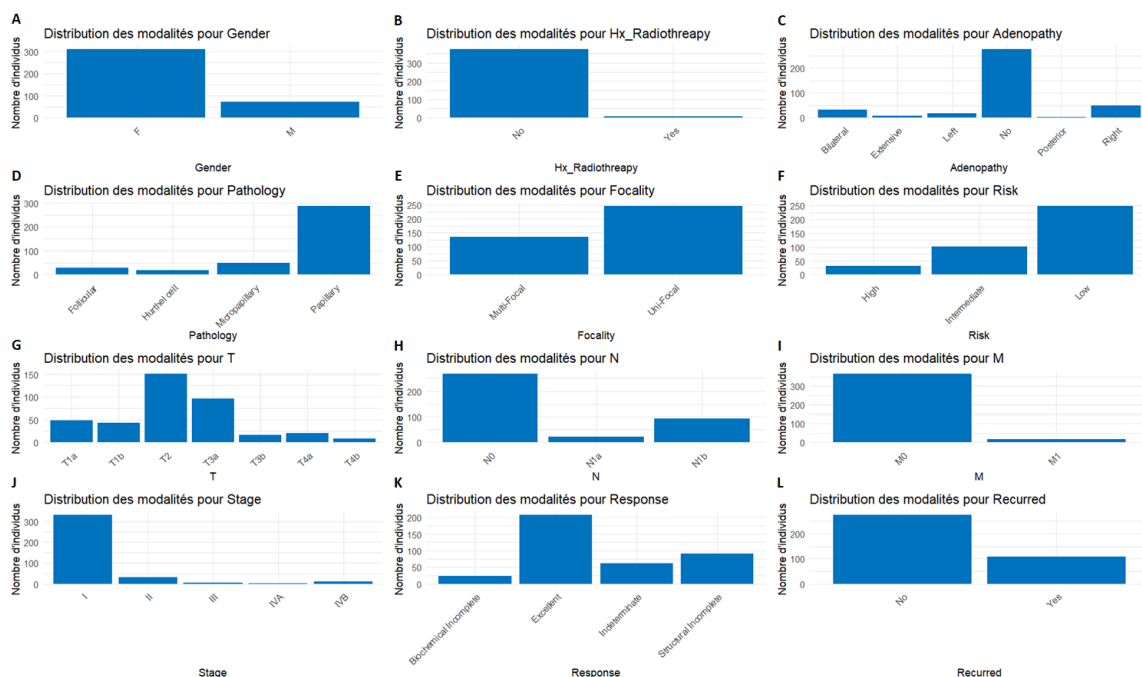 A
Distribution des modalités pour Gender
Nombre d'individus
300
200
100
0
F
M
Gender
B
Distribution des modalités pour Hx_Radiothreapy
Nombre d'individus
300
200
100
0
No
Yes
Hx_Radiothreapy
C
Distribution des modalités pour Adenopathy
Nombre d'individus
200
100
0
Bilateral
Extensive
Left
No
Posterior
Right
Adenopathy
D
Distribution des modalités pour Pathology
Nombre d'individus
300
200
100
0
Follicular
Hurthel cell
Micropapillary
Papillary
Pathology
E
Distribution des modalités pour Focality
Nombre d'individus
250
200
150
100
50
0
Multi-Focal
Uni-Focal
Focality
F
Distribution des modalités pour Risk
Nombre d'individus
250
200
150
100
50
0
High
Intermediate
Low
Risk
G
Distribution des modalités pour T
Nombre d'individus
150
100
50
0
T1a
T1b
T2
T3a
T3b
T4a
T4b
T
H
Distribution des modalités pour N
Nombre d'individus
200
100
0
N0
N1a
N1b
N
I
Distribution des modalités pour M
Nombre d'individus
300
200
100
0
M0
M1
M
J
Distribution des modalités pour Stage
Nombre d'individus
300
200
100
0
I
II
III
IVA
IVB
Stage
K
Distribution des modalités pour Response
Nombre d'individus
200
150
100
50
0
Biochemical Incomplete
Excellent
Indeterminate
Structural Incomplete
Response
L
Distribution des modalités pour Recurred
Nombre d'individus
200
100
0
No
Yes
Recurred